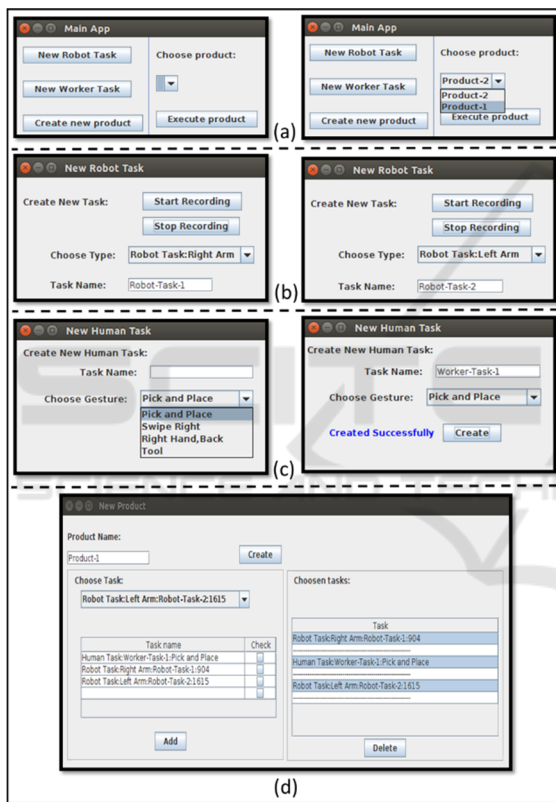 Main App
New Robot Task
Choose product:
New Worker Task
Create new product
Execute product
Main App
New Robot Task
Choose product:
Product-2
New Worker Task
Product-2
Product-1
Create new product
Execute product
(a)
New Robot Task
Create New Task:
Start Recording
Stop Recording
Choose Type:
Robot Task:Right Arm
Task Name:
Robot-Task-1
New Robot Task
Create New Task:
Start Recording
Stop Recording
Choose Type:
Robot Task:Left Arm
Task Name:
Robot-Task-2
(b)
New Human Task
Create New Human Task:
Task Name:
Choose Gesture:
Pick and Place
Pick and Place
Swipe Right
Right Hand,Back
Tool
New Human Task
Create New Human Task:
Task Name:
Worker-Task-1
Choose Gesture:
Pick and Place
Created Successfully
Create
(c)
New Product
Product Name:
Product-1
Create
Choose Task:
Robot Task:Left Arm:Robot-Task-2:1615
Task name
Check
Human Task:Worker-Task-1:Pick and Place
Robot Task:Right Arm:Robot-Task-1:904
Robot Task:Left Arm:Robot-Task-2:1615
Add
Choosen tasks:
Task
Robot Task:Right Arm:Robot-Task-1:904
Human Task:Worker-Task-1:Pick and Place
Robot Task:Left Arm:Robot-Task-2:1615
Delete
(d)